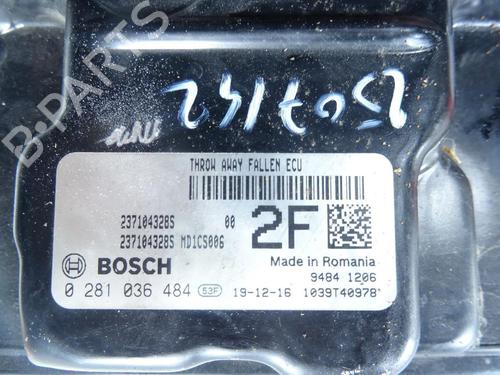 B-PARTS
2507142
THROW AWAY FALLEN ECU
237104328S 00
237104328S MD1CS006
2F
BOSCH
Made in Romania
9484 1206
0 281 036 484 53F 19-12-16 1039T40978